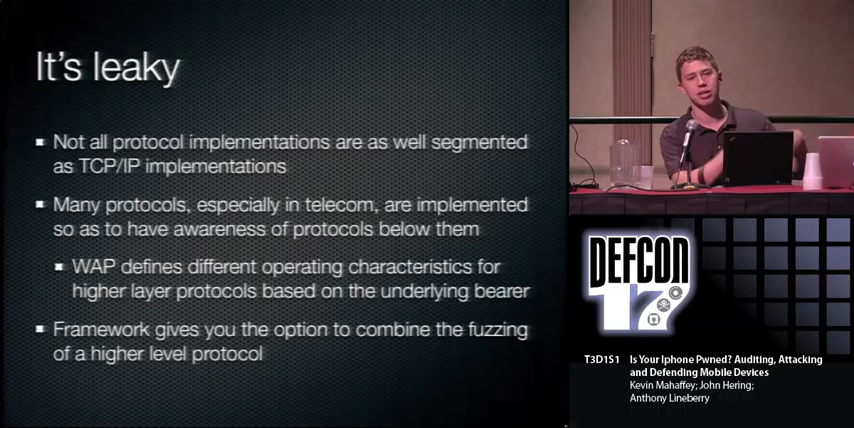 It's leaky
Not all protocol implementations are as well segmented
as TCP/IP implementations
Many protocols, especially in telecom, are implemented
so as to have awareness of protocols below them
WAP defines different operating characteristics for
higher layer protocols based on the underlying bearer
Framework gives you the option to combine the fuzzing
of a higher level protocol
DEFCON
17
T3D1S1 Is Your Iphone Pwned? Auditing, Attacking
and Defending Mobile Devices
Kevin Mahaffey; John Hering;
Anthony Lineberry